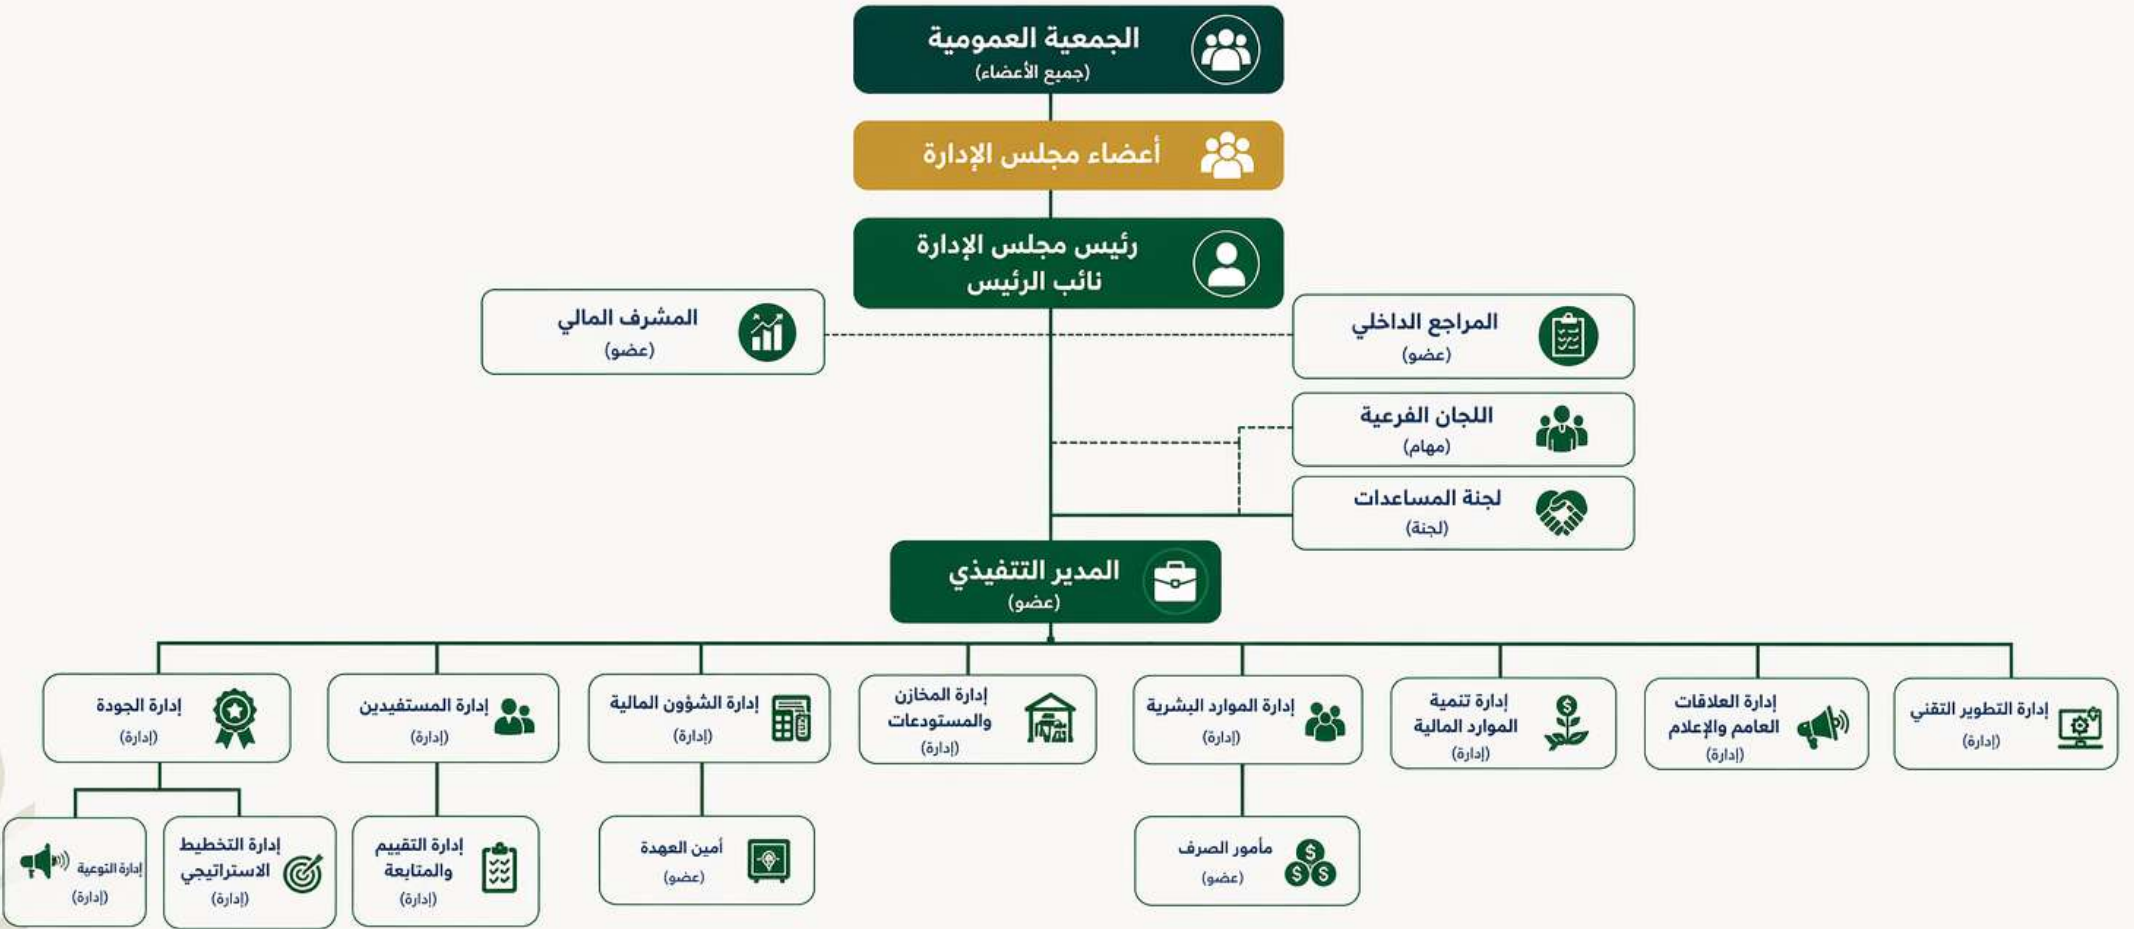 الجمعية العمومية
(جميع الأعضاء)
أعضاء مجلس الإدارة
رئيس مجلس الإدارة
نائب الرئيس
المراجع الداخلي
(عضو)
المشرف المالي
(عضو)
اللجان الفرعية
(مهام)
لجنة المساعدات
(لجنة)
المدير التتفيذي
(عضو)
إدارة التطوير التقني
(إدارة)
إدارة العلاقات
العامم والإعلام
(إدارة)
إدارة تنمية
الموارد المالية
(إدارة)
إدارة الموارد البشرية
(إدارة)
إدارة المخازن
والمستودعات
(إدارة)
إدارة الشؤون المالية
(إدارة)
إدارة المستفيدين
(إدارة)
إدارة الجودة
(إدارة)
مأمور الصرف
(عضو)
أمين العهدة
(عضو)
إدارة التقييم
والمتابعة
(إدارة)
إدارة التخطيط
الاستراتيجي
(إدارة)
إدارة التوعية
(إدارة)